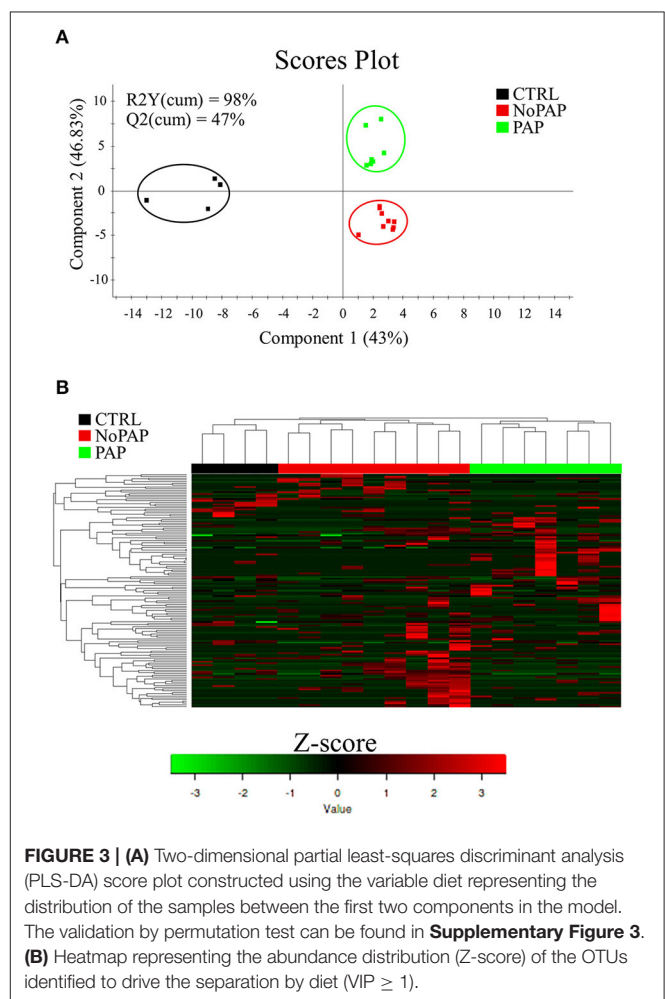 A
Scores Plot
R2Y(cum) = 98%
Q2(cum) = 47%
CTRL
NoPAP
PAP
Component 2 (46.83%)
10
5
0
-5
-10
-14 -12 -10 -8 -6 -4 -2 0 2 4 6 8 10 12 14
Component 1 (43%)
B
CTRL
NoPAP
PAP
Z-score
-3 -2 -1 0 1 2 3
Value
FIGURE 3 | (A) Two-dimensional partial least-squares discriminant analysis
(PLS-DA) score plot constructed using the variable diet representing the
distribution of the samples between the first two components in the model.
The validation by permutation test can be found in Supplementary Figure 3.
(B) Heatmap representing the abundance distribution (Z-score) of the OTUs
identified to drive the separation by diet (VIP ≥ 1).